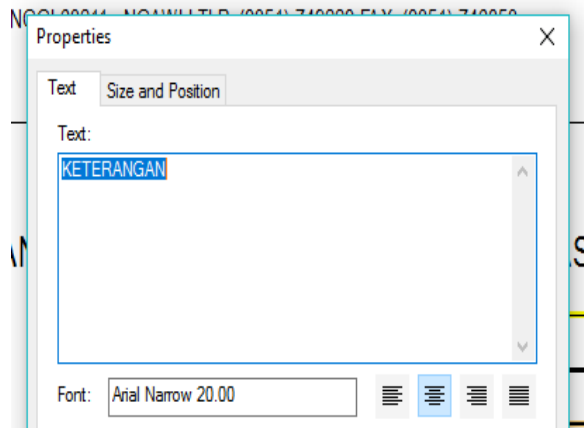 Properties
Text
Size and Position
Text:
KETERANGAN
Font:
Arial Narrow 20.00